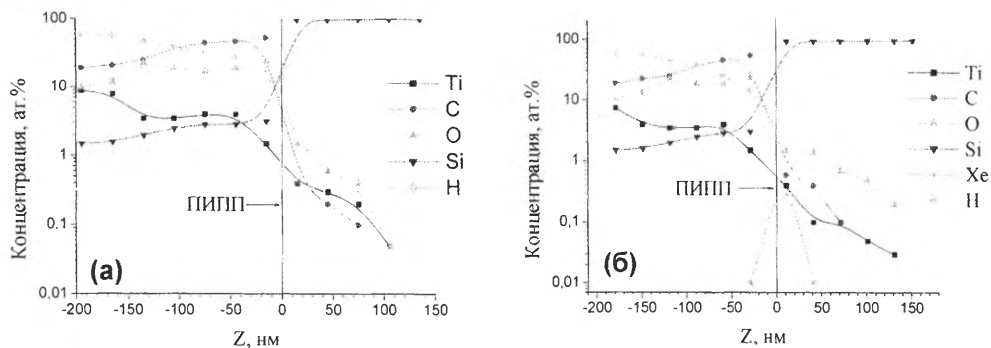 Концентрация, ат.%
100
10
1
0,1
0,01
-200 -150 -100 -50 0 50 100 150
Z, нм
ПИПП
(а)
Ti
C
O
Si
H
Концентрация, ат.%
100
10
1
0,1
0,01
-200 -150 -100 -50 0 50 100 150 200
Z, нм
ПИПП
(б)
Ti
C
O
Si
Xe
H